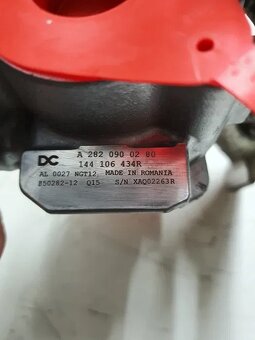 DC A 282 090 02 80
144 106 434R
AL 0027 NGT12 MADE IN ROMANIA
850282-12 Q15 S/N XAQ02263R